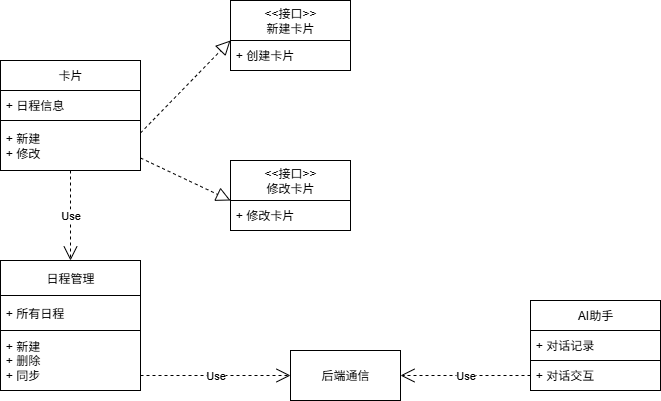 <<接口>>
新建卡片
+ 创建卡片
卡片
+ 日程信息
+ 新建
+ 修改
<<接口>>
修改卡片
+ 修改卡片
Use
日程管理
+ 所有日程
+ 新建
+ 删除
+ 同步
Use
后端通信
Use
AI助手
+ 对话记录
+ 对话交互